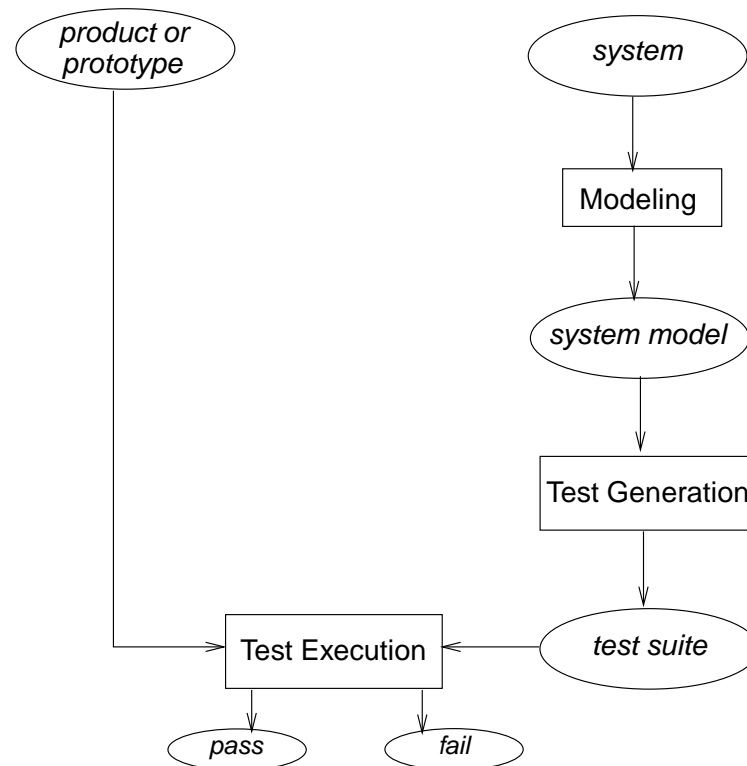 product or
prototype
system
Modeling
system model
Test Generation
test suite
Test Execution
pass
fail